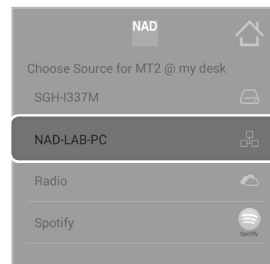 NAD
Choose Source for MT2 @ my desk
SGH-I337M
NAD-LAB-PC
Radio
Spotify
Spotify